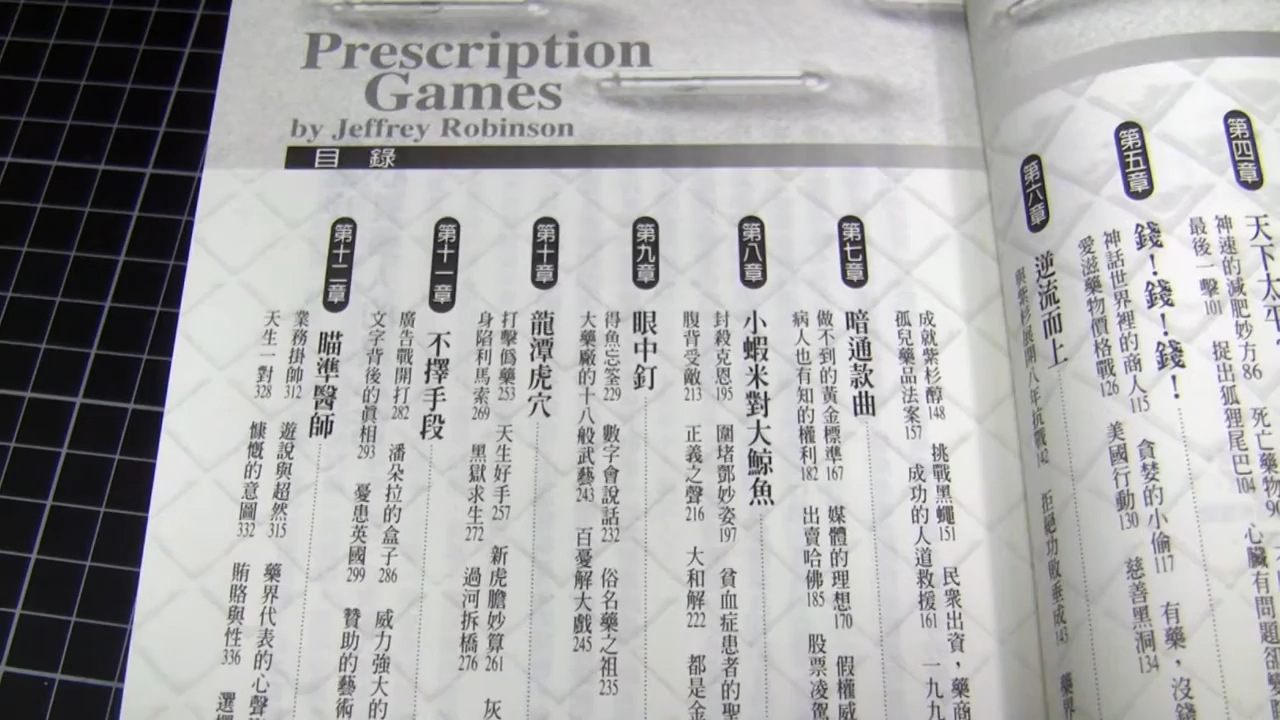 Prescription
Games
by Jeffrey Robinson
目 錄
第四章
天下太平
神速的減肥妙方86 死亡藥物90
最後一擊101 捉出狐狸尾巴104 心臟有問題
第五章
錢！錢！錢！
神話世界裡的商人115 貪婪的小偷117 有藥，沒錢
愛滋藥物價格戰126 美國行動130 慈善黑洞134
第六章
逆流而上
與紫杉展開八年抗戰142 拒絕功敗垂成143 藥界
成就紫杉醇148 挑戰黑蠅151 民眾出資，藥商
孤兒藥品法案157 成功的人道救援161 一九九
第七章
暗通款曲
做不到的黃金標準167 媒體的理想170 假權威
病人也有知的權利182 出賣哈佛185 股票凌駕
第八章
小蝦米對大鯨魚
封殺克恩195 圍堵鄧妙姿197 貧血症患者的聖
腹背受敵213 正義之聲216 大和解222 都是金
第九章
眼中釘
得魚忘筌229 數字會說話232 俗名藥之祖235
大藥廠的十八般武藝243 百憂解大戲245
第十章
龍潭虎穴
打擊偽藥253 天生好手257 新虎膽妙算261 灰
身陷利馬索269 黑獄求生272 過河拆橋276
第十一章
不擇手段
廣告戰開打282 潘朵拉的盒子286 威力強大的
文字背後的真相293 憂患英國299 贊助的藝術
第十二章
瞄準醫師
業務掛帥312 遊說與超然315 藥界代表的心聲
天生一對328 慷慨的意圖332 賄賂與性336 選擇